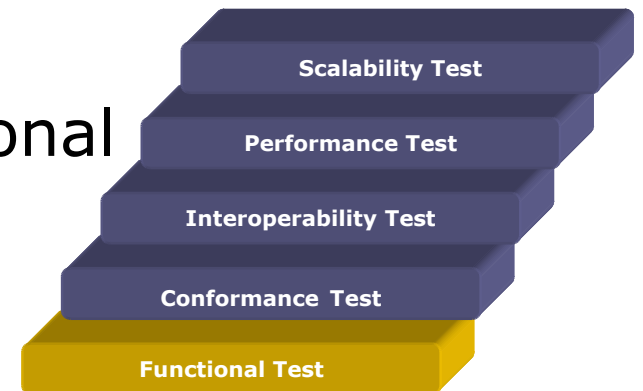 Scalability Test
onal
Performance Test
Interoperability Test
Conformance Test
Functional Test